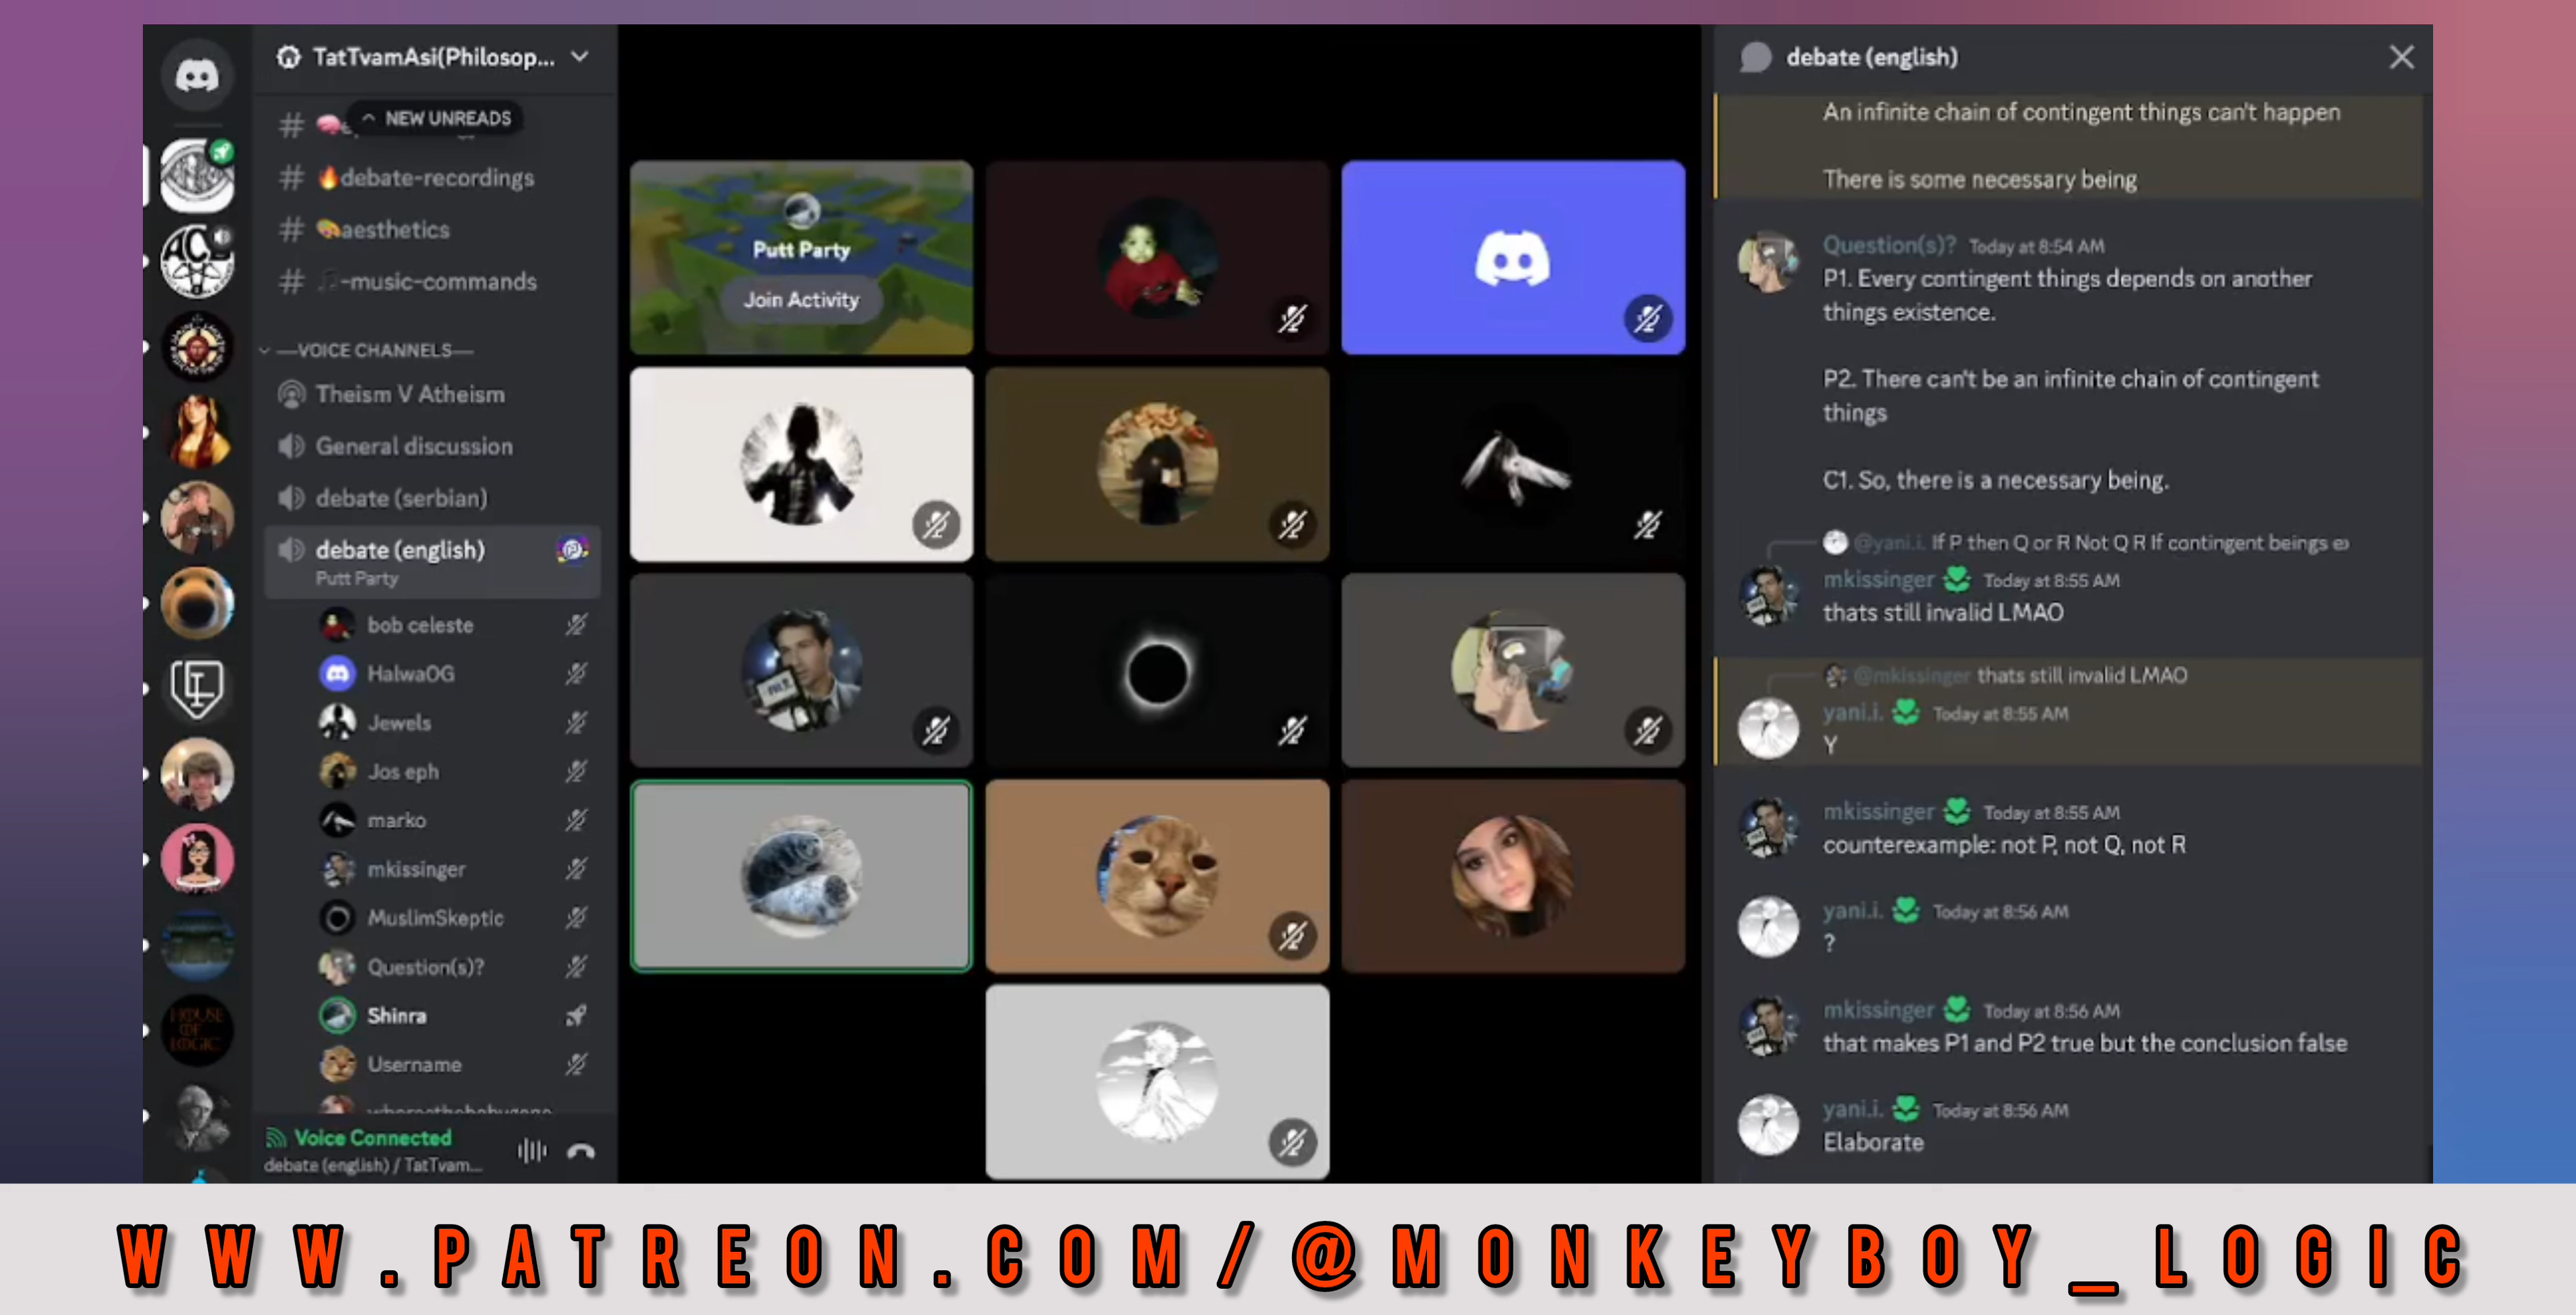 TatTvamAsi(Philosop...
NEW UNREADS
debate-recordings
aesthetics
-music-commands
—VOICE CHANNELS—
Theism V Atheism
General discussion
debate (serbian)
debate (english)
Putt Party
bob celeste
HalwaOG
Jewels
Jos eph
marko
mkissinger
MuslimSkeptic
Question(s)?
Shinra
Username
Voice Connected
debate (english) / TatTvam...
Putt Party
Join Activity
ACA
HOUSE
OF
LOGIC
debate (english)
An infinite chain of contingent things can't happen
There is some necessary being
Question(s)? Today at 8:54 AM
P1. Every contingent things depends on another
things existence.
P2. There can't be an infinite chain of contingent
things
C1. So, there is a necessary being.
@yani.i. If P then Q or R Not Q R If contingent beings
mkissinger Today at 8:55 AM
thats still invalid LMAO
@mkissinger thats still invalid LMAO
yani.i. Today at 8:55 AM
Y
mkissinger Today at 8:55 AM
counterexample: not P, not Q, not R
yani.i. Today at 8:56 AM
?
mkissinger Today at 8:56 AM
that makes P1 and P2 true but the conclusion false
yani.i. Today at 8:56 AM
Elaborate
WWW.PATREON.COM/@MONKEYBOY_LOGIC